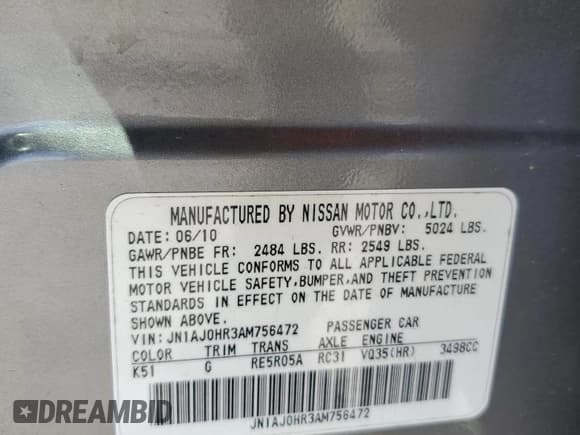 MANUFACTURED BY NISSAN MOTOR CO.,LTD.
DATE: 06/10 GVWR/PNBV: 5024 LBS.
GAWR/PNBE FR: 2484 LBS. RR: 2549 LBS.
THIS VEHICLE CONFORMS TO ALL APPLICABLE FEDERAL
MOTOR VEHICLE SAFETY,BUMPER,AND THEFT PREVENTION
STANDARDS IN EFFECT ON THE DATE OF MANUFACTURE
SHOWN ABOVE.
VIN: JN1AJ0HR3AM756472 PASSENGER CAR
COLOR TRIM TRANS AXLE ENGINE
K51 G RE5R05A RC31 VQ35(HR) 3498CC
JN1AJ0HR3AM756472
DREAMBID